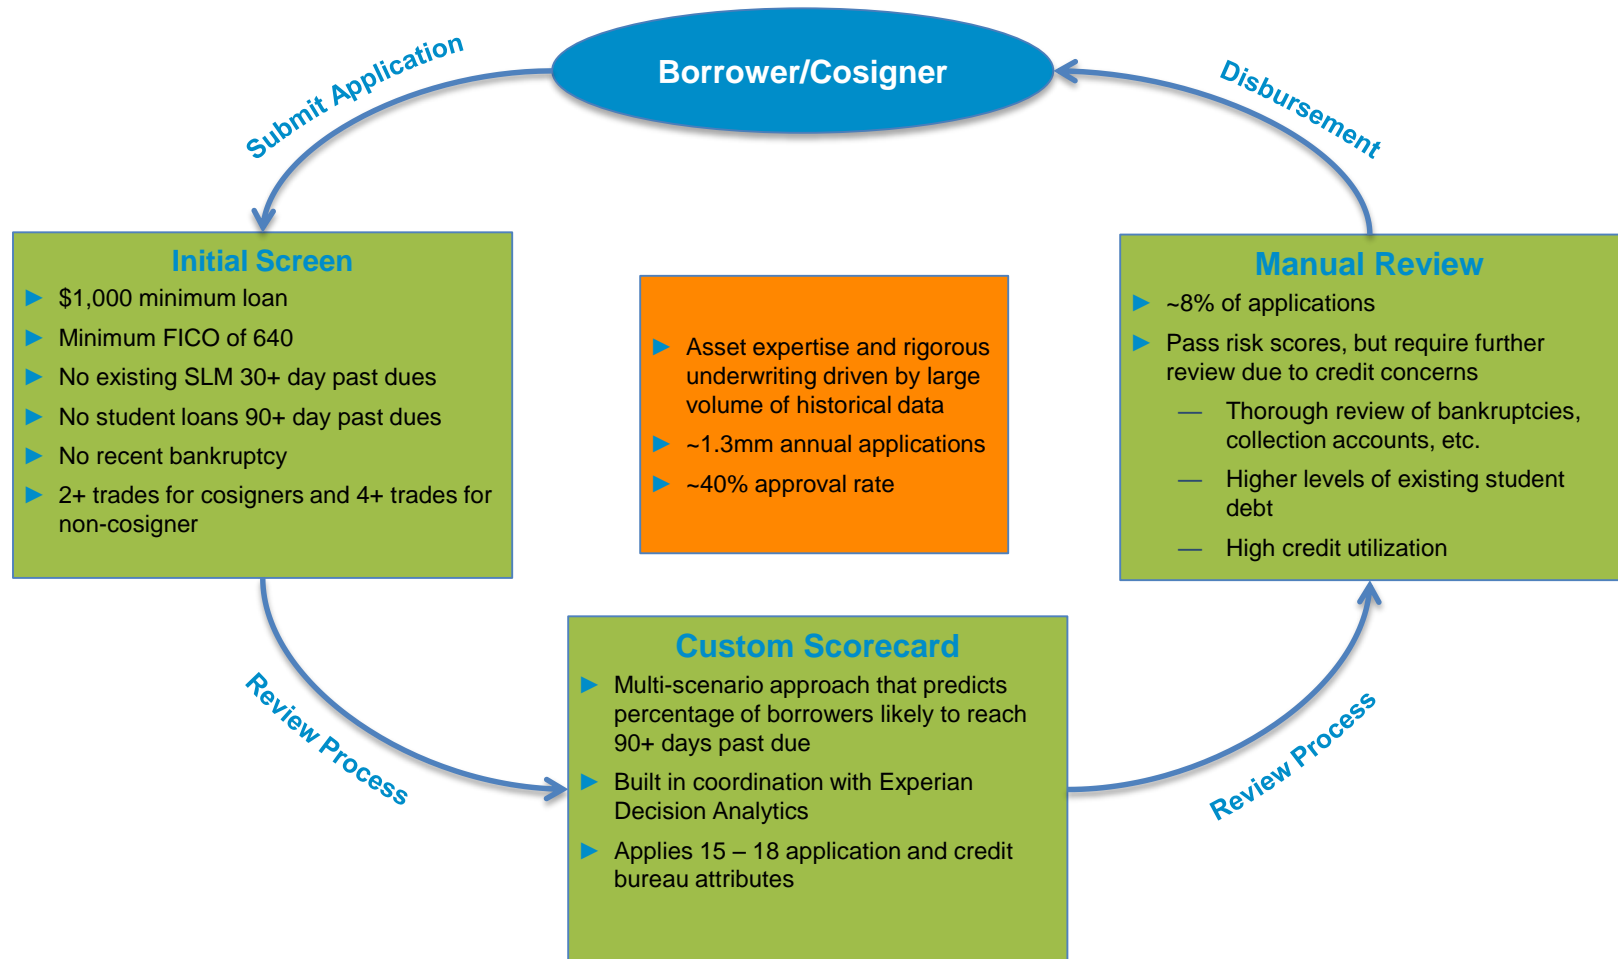 Borrower/Cosigner
Submit Application
Disbursement
Initial Screen
► $1,000 minimum loan
► Minimum FICO of 640
► No existing SLM 30+ day past dues
► No student loans 90+ day past dues
► No recent bankruptcy
► 2+ trades for cosigners and 4+ trades for
non-cosigner
► Asset expertise and rigorous
underwriting driven by large
volume of historical data
► ~1.3mm annual applications
► ~40% approval rate
Manual Review
► ~8% of applications
► Pass risk scores, but require further
review due to credit concerns
— Thorough review of bankruptcies,
collection accounts, etc.
— Higher levels of existing student
debt
— High credit utilization
Review Process
Custom Scorecard
► Multi-scenario approach that predicts
percentage of borrowers likely to reach
90+ days past due
► Built in coordination with Experian
Decision Analytics
► Applies 15 – 18 application and credit
bureau attributes
Review Process